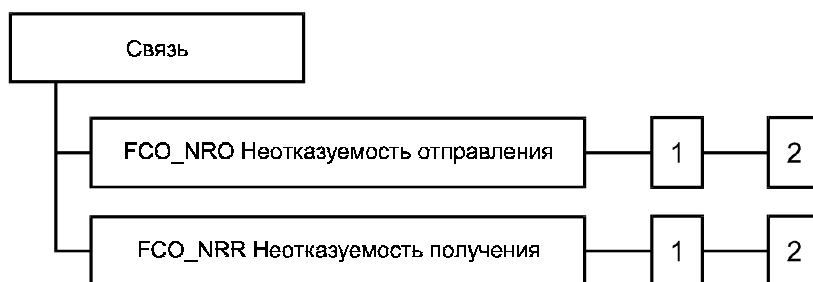 Связь
FCO_NRO Неотказуемость отправления 1 2
FCO_NRR Неотказуемость получения 1 2